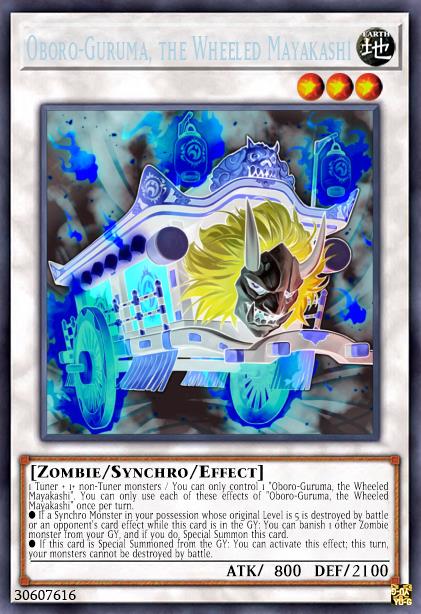 Oboro-Guruma, the Wheeled Mayakashi
EARTH
地
[Zombie/Synchro/Effect]
1 Tuner + 1+ non-Tuner monsters / You can only control 1 "Oboro-Guruma, the Wheeled
Mayakashi". You can only use each of these effects of "Oboro-Guruma, the Wheeled Mayakashi"
once per turn.
● If a Synchro Monster in your possession whose original Level is 5 is destroyed by battle
or an opponent's card effect while this card is in the GY: You can banish 1 other Zombie
monster from your GY, and if you do, Special Summon this card.
● If this card is Special Summoned from the GY: You can activate this effect; this turn,
your monsters cannot be destroyed by battle.
ATK/ 800 DEF/2100
30607616